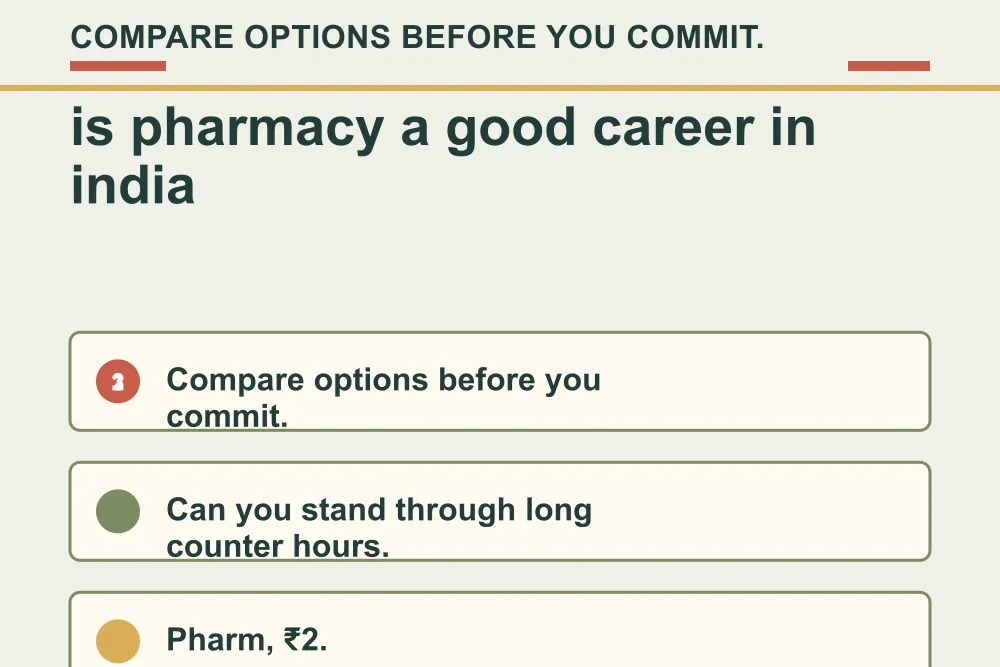 COMPARE OPTIONS BEFORE YOU COMMIT.
is pharmacy a good career in
india
Compare options before you
commit.
Can you stand through long
counter hours.
Pharm, ₹2.